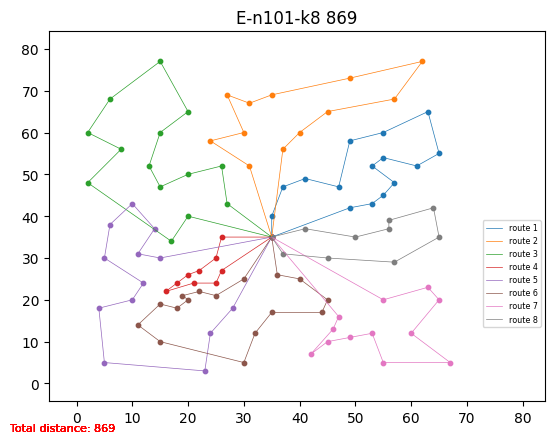 E-n101-k8 869
80
70
60
50
40
30
20
10
0
route 1
route 2
route 3
route 4
route 5
route 6
route 7
route 8
0 10 20 30 40 50 60 70 80
Total distance: 869